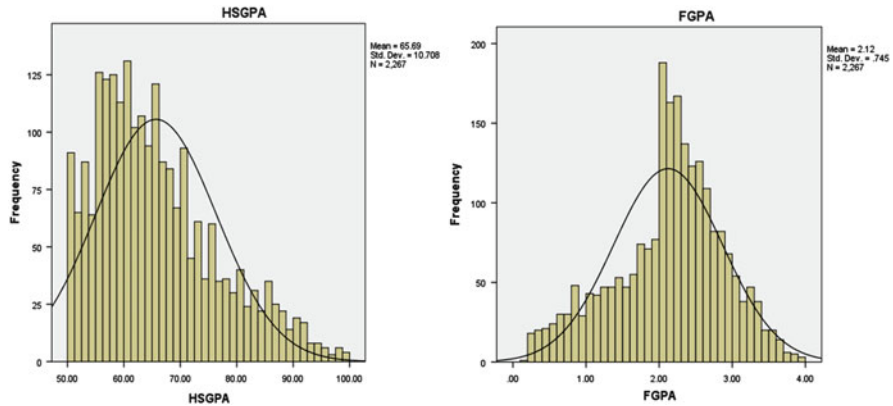 HSGPA
Mean = 65.69
Std. Dev. = 10.708
N = 2,267
Frequency
125
100
75
50
25
0
50.00 60.00 70.00 80.00 90.00 100.00
HSGPA
FGPA
Mean = 2.12
Std. Dev. = .745
N = 2,267
Frequency
200
150
100
50
0
.00 1.00 2.00 3.00 4.00
FGPA